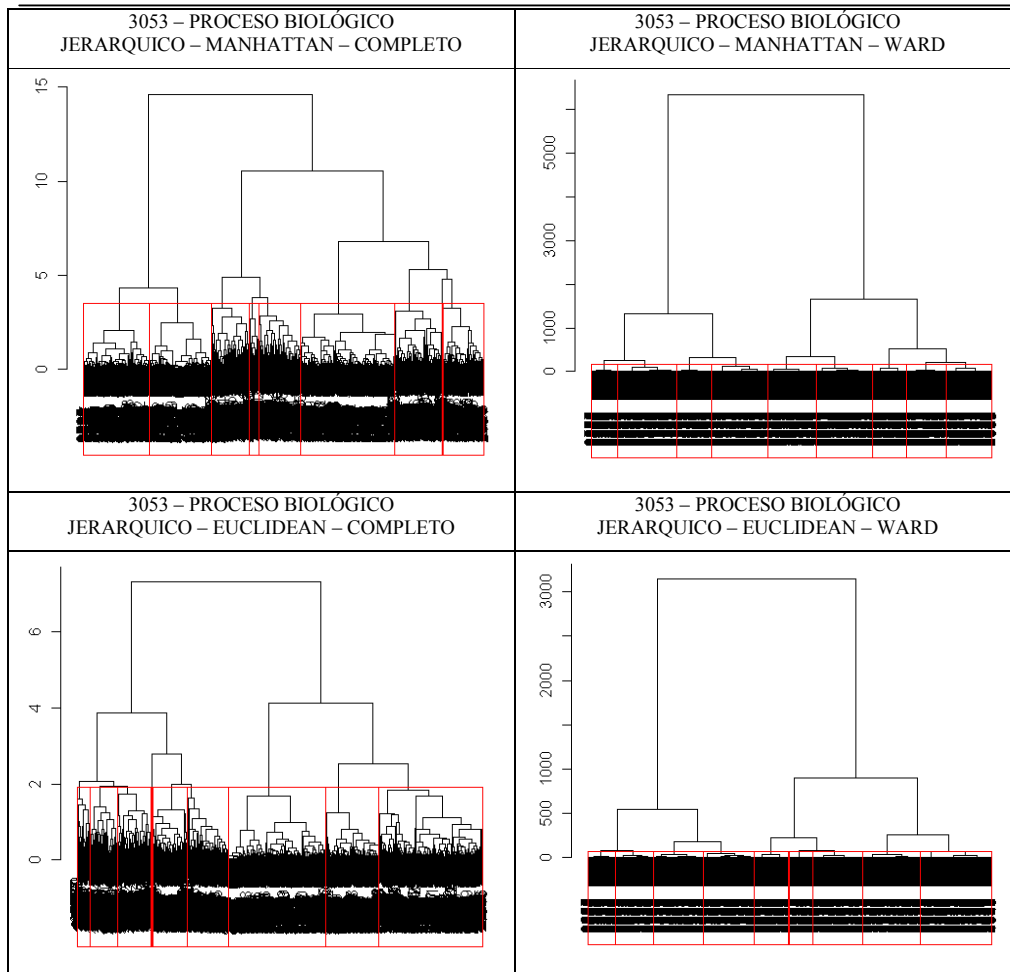 3053 – PROCESO BIOLÓGICO
JERARQUICO – MANHATTAN – COMPLETO
3053 – PROCESO BIOLÓGICO
JERARQUICO – MANHATTAN – WARD
15
10
5
0
5000
3000
1000
0
3053 – PROCESO BIOLÓGICO
JERARQUICO – EUCLIDEAN – COMPLETO
3053 – PROCESO BIOLÓGICO
JERARQUICO – EUCLIDEAN – WARD
6
4
2
0
3000
2000
1000
500
0